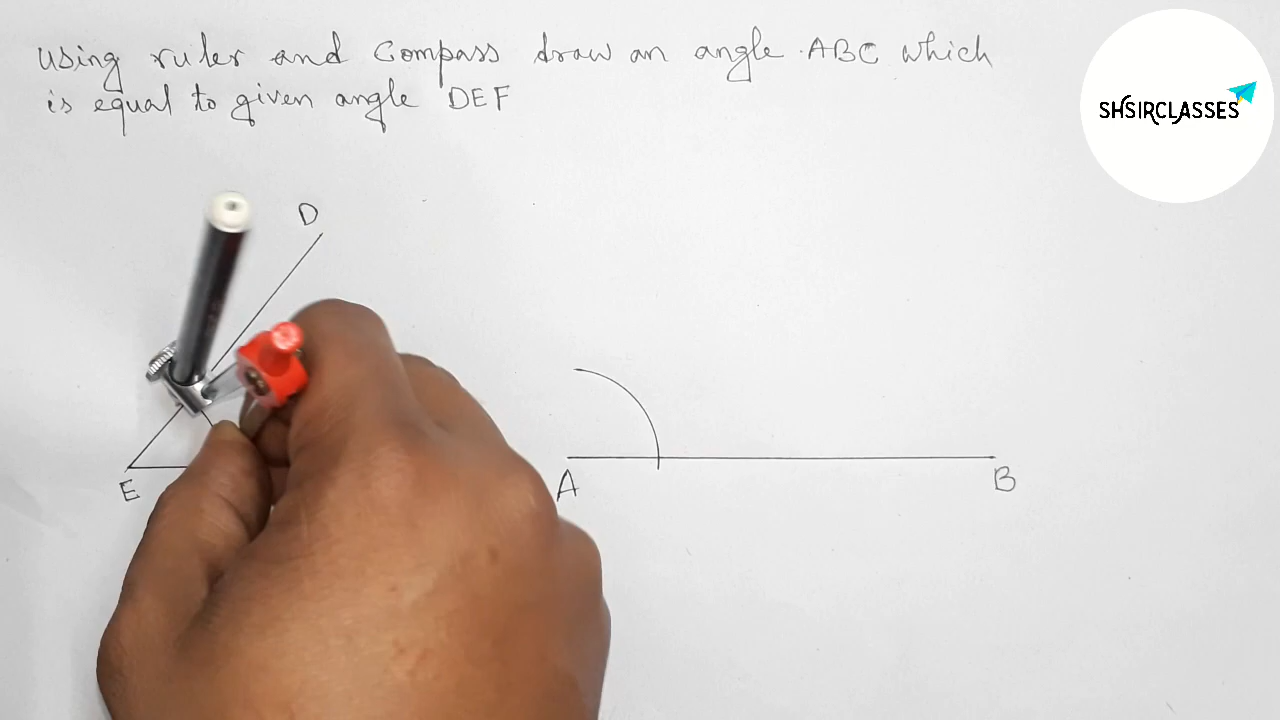 using ruler and Compass draw an angle ABC which
is equal to given angle DEF
SHSIRCLASSES
D
E
A
B